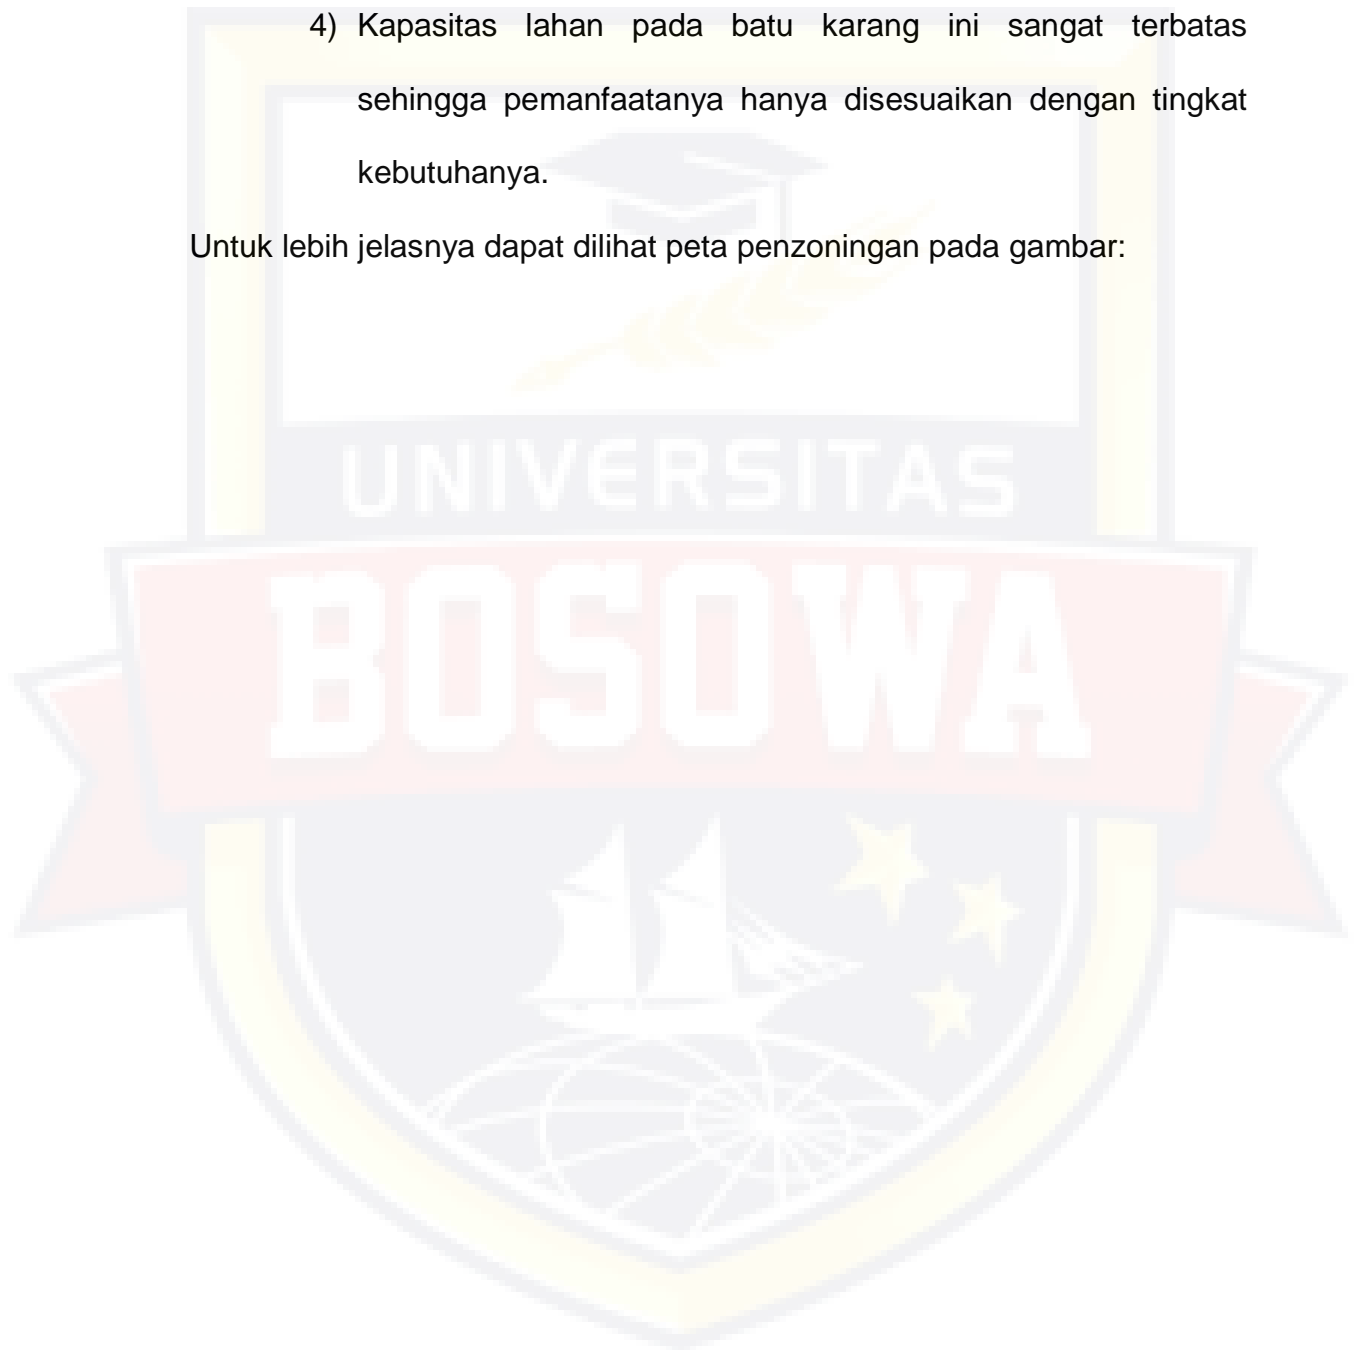 4) Kapasitas lahan pada batu karang ini sangat terbatas
sehingga pemanfaatanya hanya disesuaikan dengan tingkat
kebutuhanya.
Untuk lebih jelasnya dapat dilihat peta penzoningan pada gambar:
UNIVERSITAS
BOSOWA